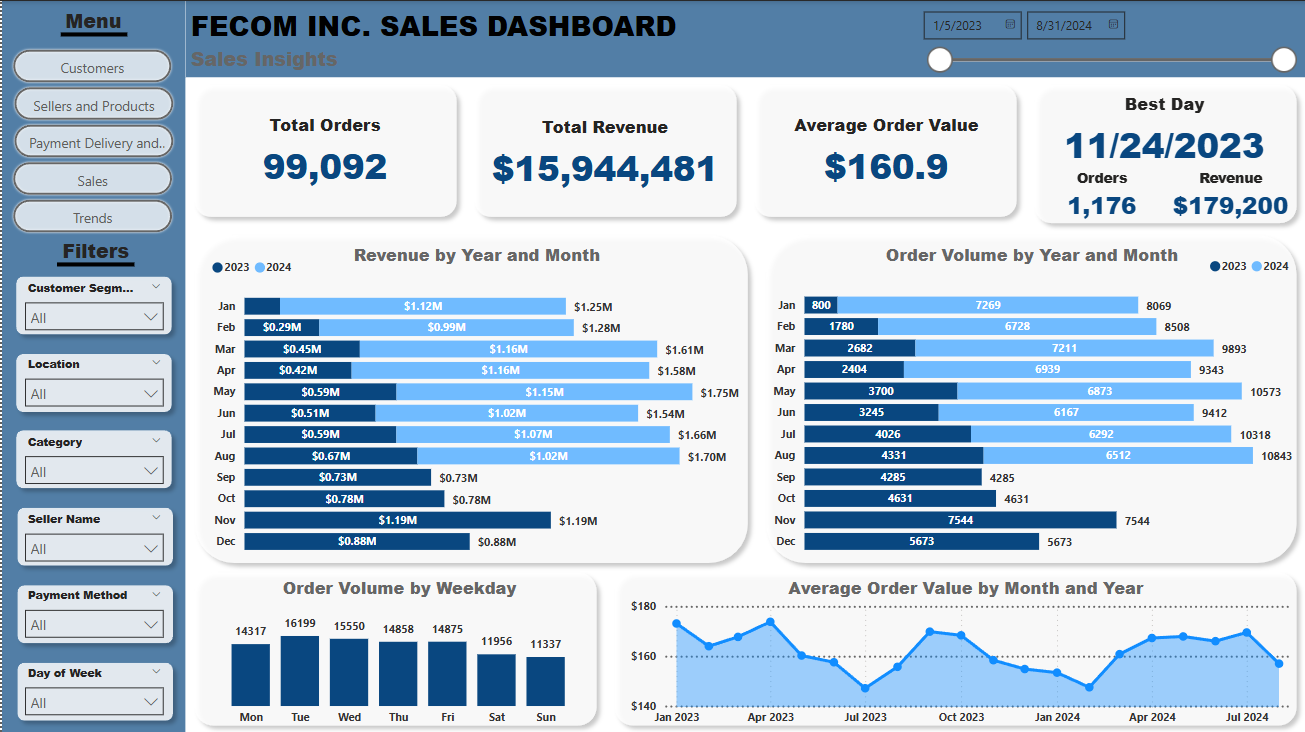 Menu
Customers
Sellers and Products
Payment Delivery and..
Sales
Trends
Filters
Customer Segm...
All
Location
All
Category
All
Seller Name
All
Payment Method
All
Day of Week
All
FECOM INC. SALES DASHBOARD
Sales Insights
1/5/2023 8/31/2024
Total Orders
99,092
Total Revenue
$15,944,481
Average Order Value
$160.9
Best Day
11/24/2023
Orders Revenue
1,176 $179,200
Revenue by Year and Month
2023 2024
Jan $1.12M $1.25M
Feb $0.29M $0.99M $1.28M
Mar $0.45M $1.16M $1.61M
Apr $0.42M $1.16M $1.58M
May $0.59M $1.15M $1.75M
Jun $0.51M $1.02M $1.54M
Jul $0.59M $1.07M $1.66M
Aug $0.67M $1.02M $1.70M
Sep $0.73M $0.73M
Oct $0.78M $0.78M
Nov $1.19M $1.19M
Dec $0.88M $0.88M
Order Volume by Year and Month
2023 2024
Jan 800 7269 8069
Feb 1780 6728 8508
Mar 2682 7211 9893
Apr 2404 6939 9343
May 3700 6873 10573
Jun 3245 6167 9412
Jul 4026 6292 10318
Aug 4331 6512 10843
Sep 4285 4285
Oct 4631 4631
Nov 7544 7544
Dec 5673 5673
Order Volume by Weekday
14317 16199 15550 14858 14875 11956 11337
Mon Tue Wed Thu Fri Sat Sun
Average Order Value by Month and Year
$180
$160
$140
Jan 2023 Apr 2023 Jul 2023 Oct 2023 Jan 2024 Apr 2024 Jul 2024